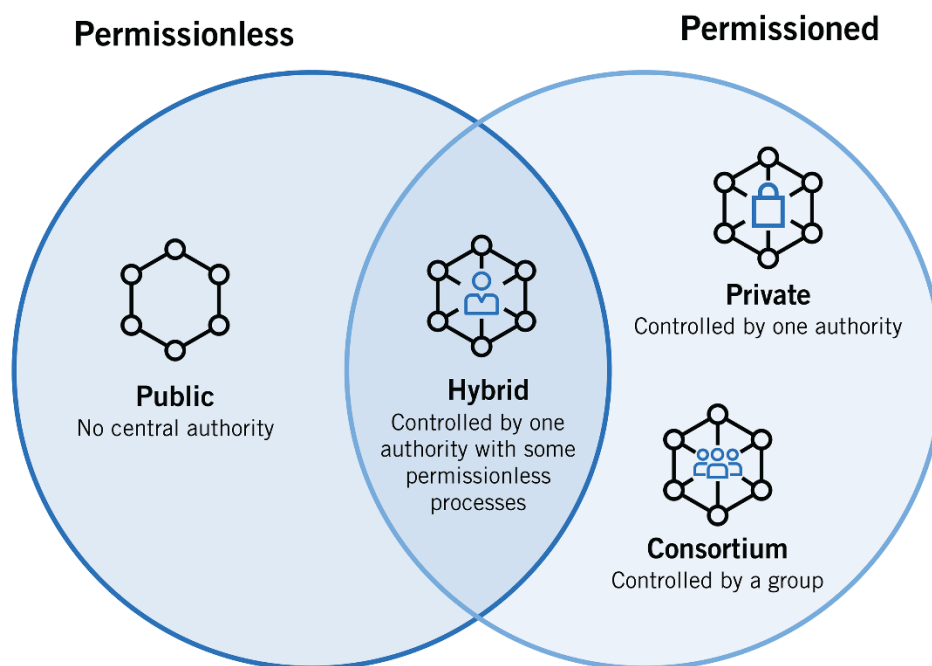 Permissionless
Permissioned
Public
No central authority
Hybrid
Controlled by one
authority with some
permissionless
processes
Private
Controlled by one authority
Consortium
Controlled by a group